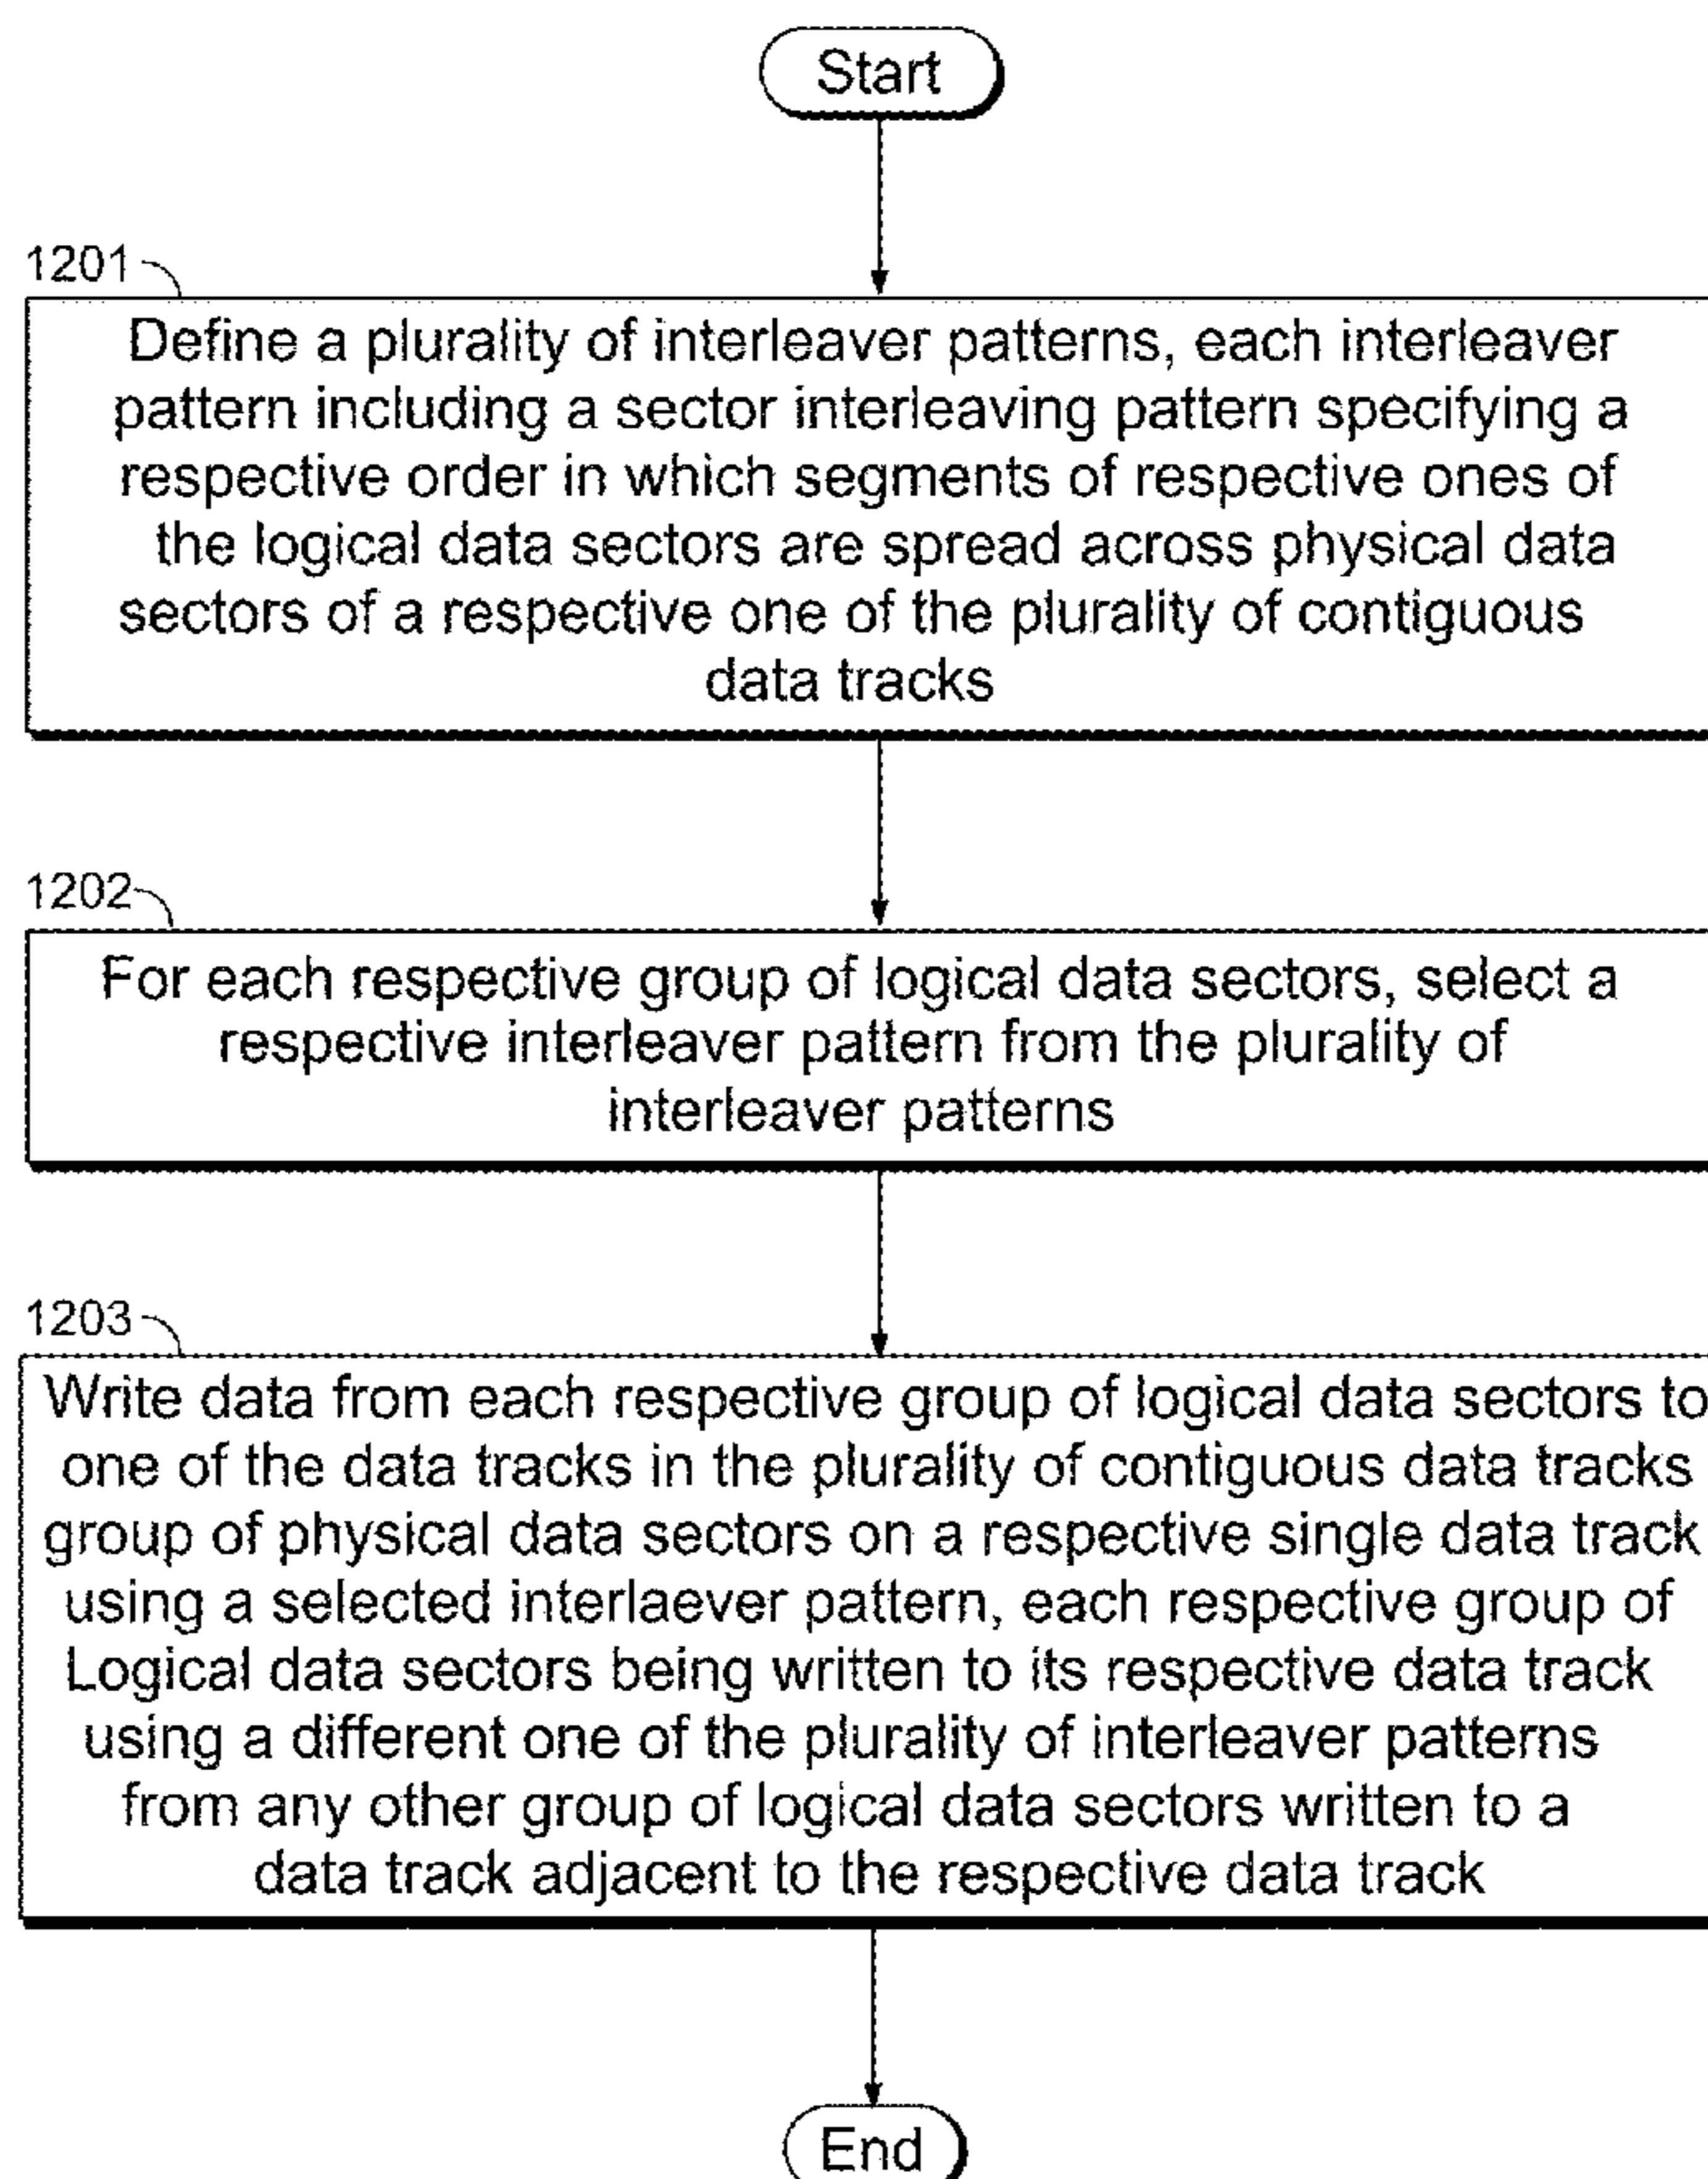 Start
1201
Define a plurality of interleaver patterns, each interleaver
pattern including a sector interleaving pattern specifying a
respective order in which segments of respective ones of
the logical data sectors are spread across physical data
sectors of a respective one of the plurality of contiguous
data tracks
1202
For each respective group of logical data sectors, select a
respective interleaver pattern from the plurality of
interleaver patterns
1203
Write data from each respective group of logical data sectors to
one of the data tracks in the plurality of contiguous data tracks
group of physical data sectors on a respective single data track
using a selected interlaever pattern, each respective group of
Logical data sectors being written to its respective data track
using a different one of the plurality of interleaver patterns
from any other group of logical data sectors written to a
data track adjacent to the respective data track
End